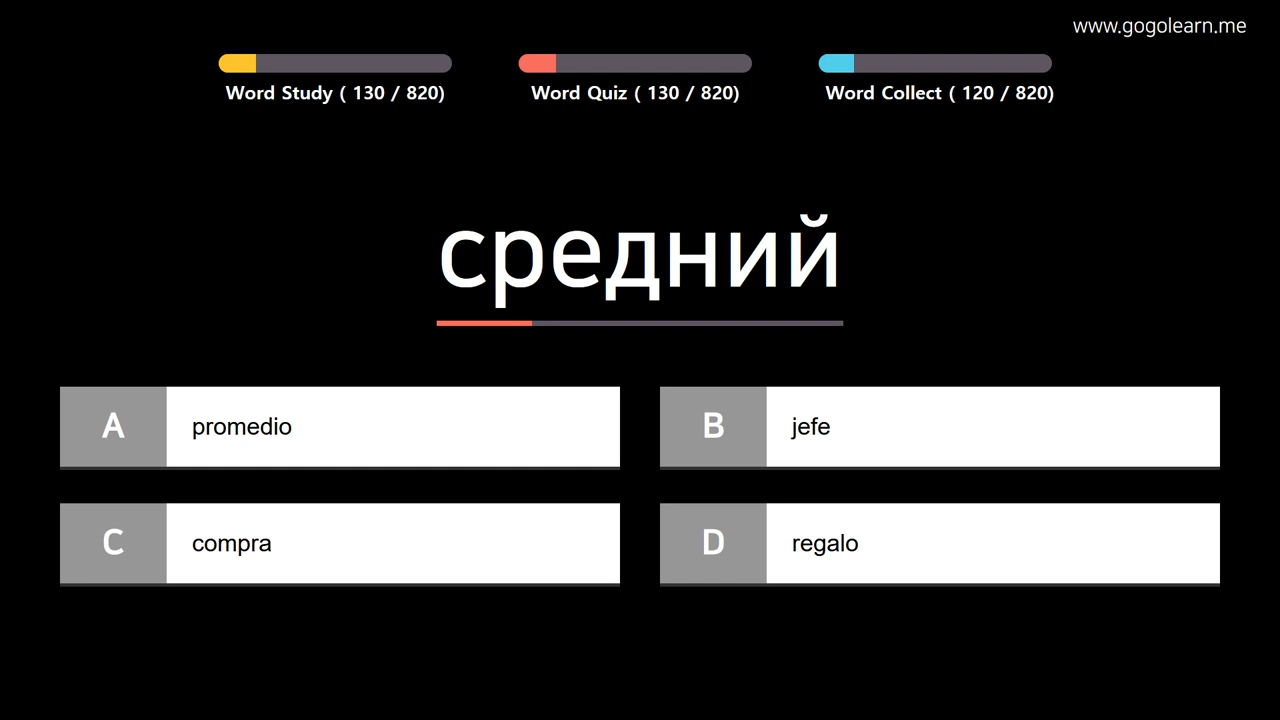 www.gogolearn.me
Word Study ( 130 / 820)
Word Quiz ( 130 / 820)
Word Collect ( 120 / 820)
средний
A promedio
B jefe
C compra
D regalo